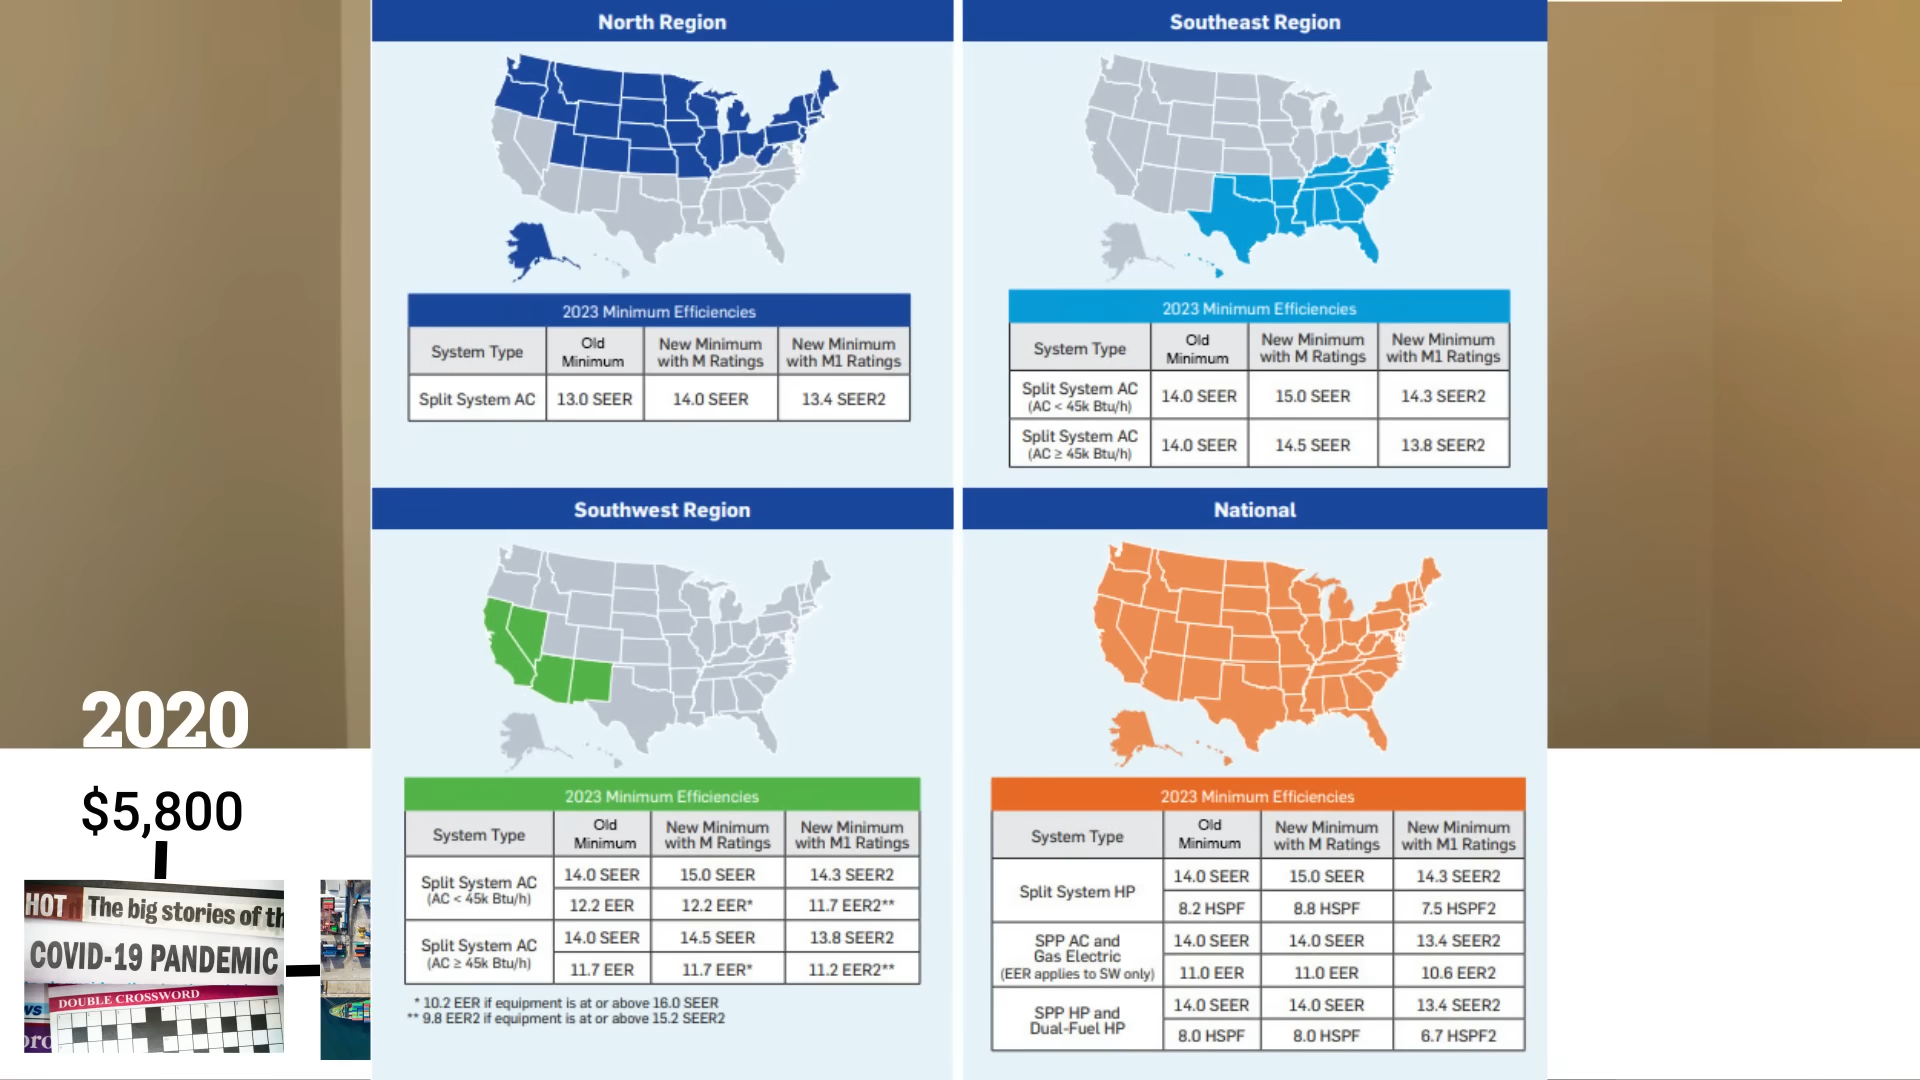 North Region
2023 Minimum Efficiencies
System Type
Old
Minimum
New Minimum
with M Ratings
New Minimum
with M1 Ratings
Split System AC
13.0 SEER
14.0 SEER
13.4 SEER2
Southeast Region
2023 Minimum Efficiencies
System Type
Old
Minimum
New Minimum
with M Ratings
New Minimum
with M1 Ratings
Split System AC
(AC < 45k Btu/h)
14.0 SEER
15.0 SEER
14.3 SEER2
Split System AC
(AC ≥ 45k Btu/h)
14.0 SEER
14.5 SEER
13.8 SEER2
Southwest Region
2023 Minimum Efficiencies
System Type
Old
Minimum
New Minimum
with M Ratings
New Minimum
with M1 Ratings
Split System AC
(AC < 45k Btu/h)
14.0 SEER
15.0 SEER
14.3 SEER2
12.2 EER
12.2 EER*
11.7 EER2**
Split System AC
(AC ≥ 45k Btu/h)
14.0 SEER
14.5 SEER
13.8 SEER2
11.7 EER
11.7 EER*
11.2 EER2**
* 10.2 EER if equipment is at or above 16.0 SEER
** 9.8 EER2 if equipment is at or above 15.2 SEER2
National
2023 Minimum Efficiencies
System Type
Old
Minimum
New Minimum
with M Ratings
New Minimum
with M1 Ratings
Split System HP
14.0 SEER
15.0 SEER
14.3 SEER2
8.2 HSPF
8.8 HSPF
7.5 HSPF2
SPP AC and
Gas Electric
(EER applies to SW only)
14.0 SEER
14.0 SEER
13.4 SEER2
11.0 EER
11.0 EER
10.6 EER2
SPP HP and
Dual-Fuel HP
14.0 SEER
14.0 SEER
13.4 SEER2
8.0 HSPF
8.0 HSPF
6.7 HSPF2
2020
$5,800
HOT
The big stories of th
COVID-19 PANDEMIC
DOUBLE CROSSWORD